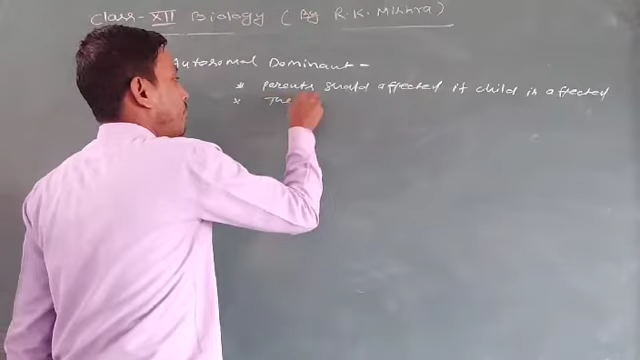 Class - XII Biology ( By R.K. Mishra )
Autosomal Dominant -
* Parents should affected if child is affected
* The